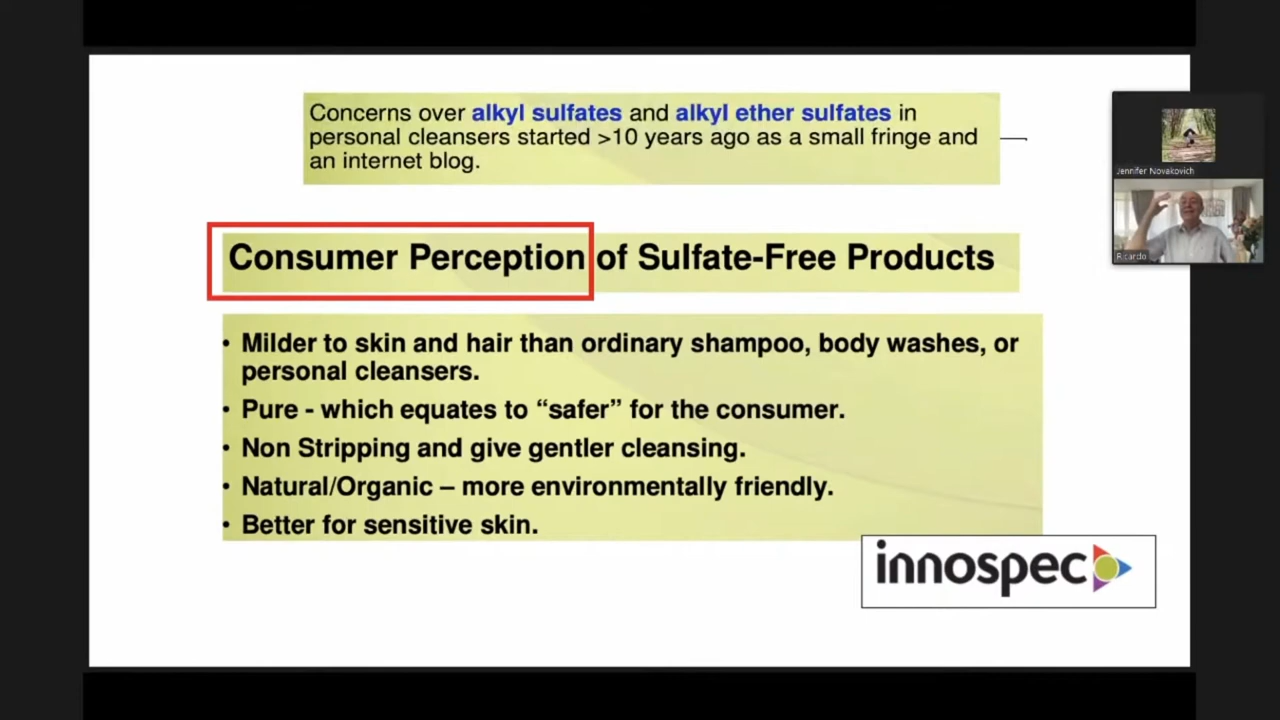 Concerns over alkyl sulfates and alkyl ether sulfates in
personal cleansers started >10 years ago as a small fringe and
an internet blog.
Jennifer Novakovich
Ricardo
Consumer Perception of Sulfate-Free Products
• Milder to skin and hair than ordinary shampoo, body washes, or
personal cleansers.
• Pure - which equates to “safer” for the consumer.
• Non Stripping and give gentler cleansing.
• Natural/Organic – more environmentally friendly.
• Better for sensitive skin.
innospec